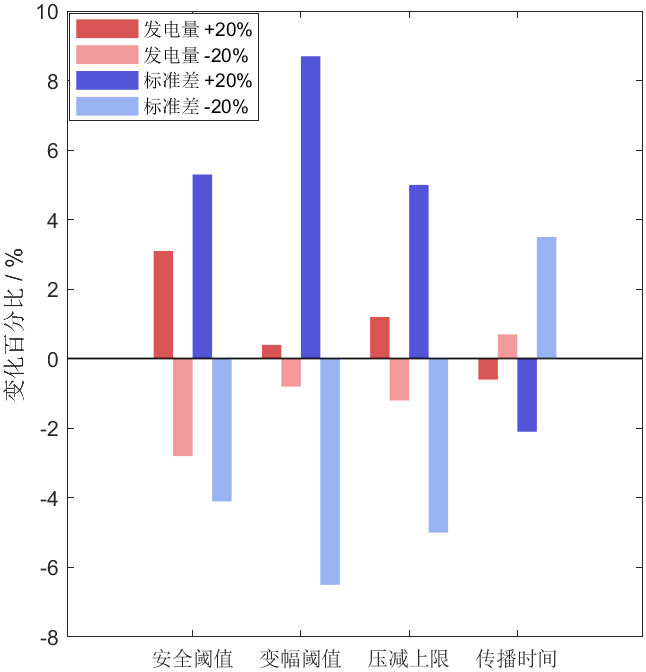 发电量 +20%
发电量 -20%
标准差 +20%
标准差 -20%
变化百分比 / %
10
8
6
4
2
0
-2
-4
-6
-8
安全阈值 变幅阈值 压减上限 传播时间